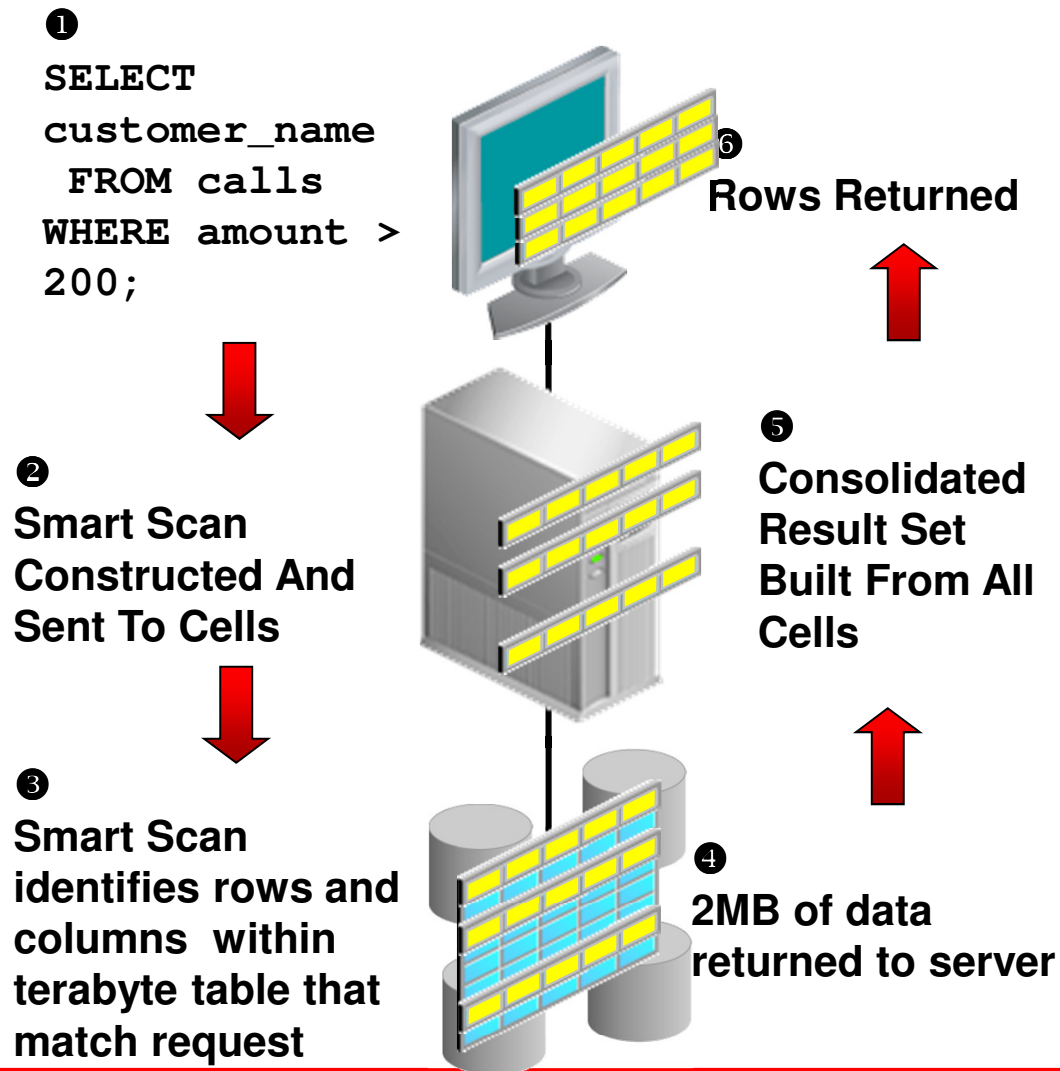 ❶
SELECT
customer_name
FROM calls
WHERE amount >
200;
❷
Smart Scan
Constructed And
Sent To Cells
❸
Smart Scan
identifies rows and
columns within
terabyte table that
match request
❹
2MB of data
returned to server
❺
Consolidated
Result Set
Built From All
Cells
❻
Rows Returned